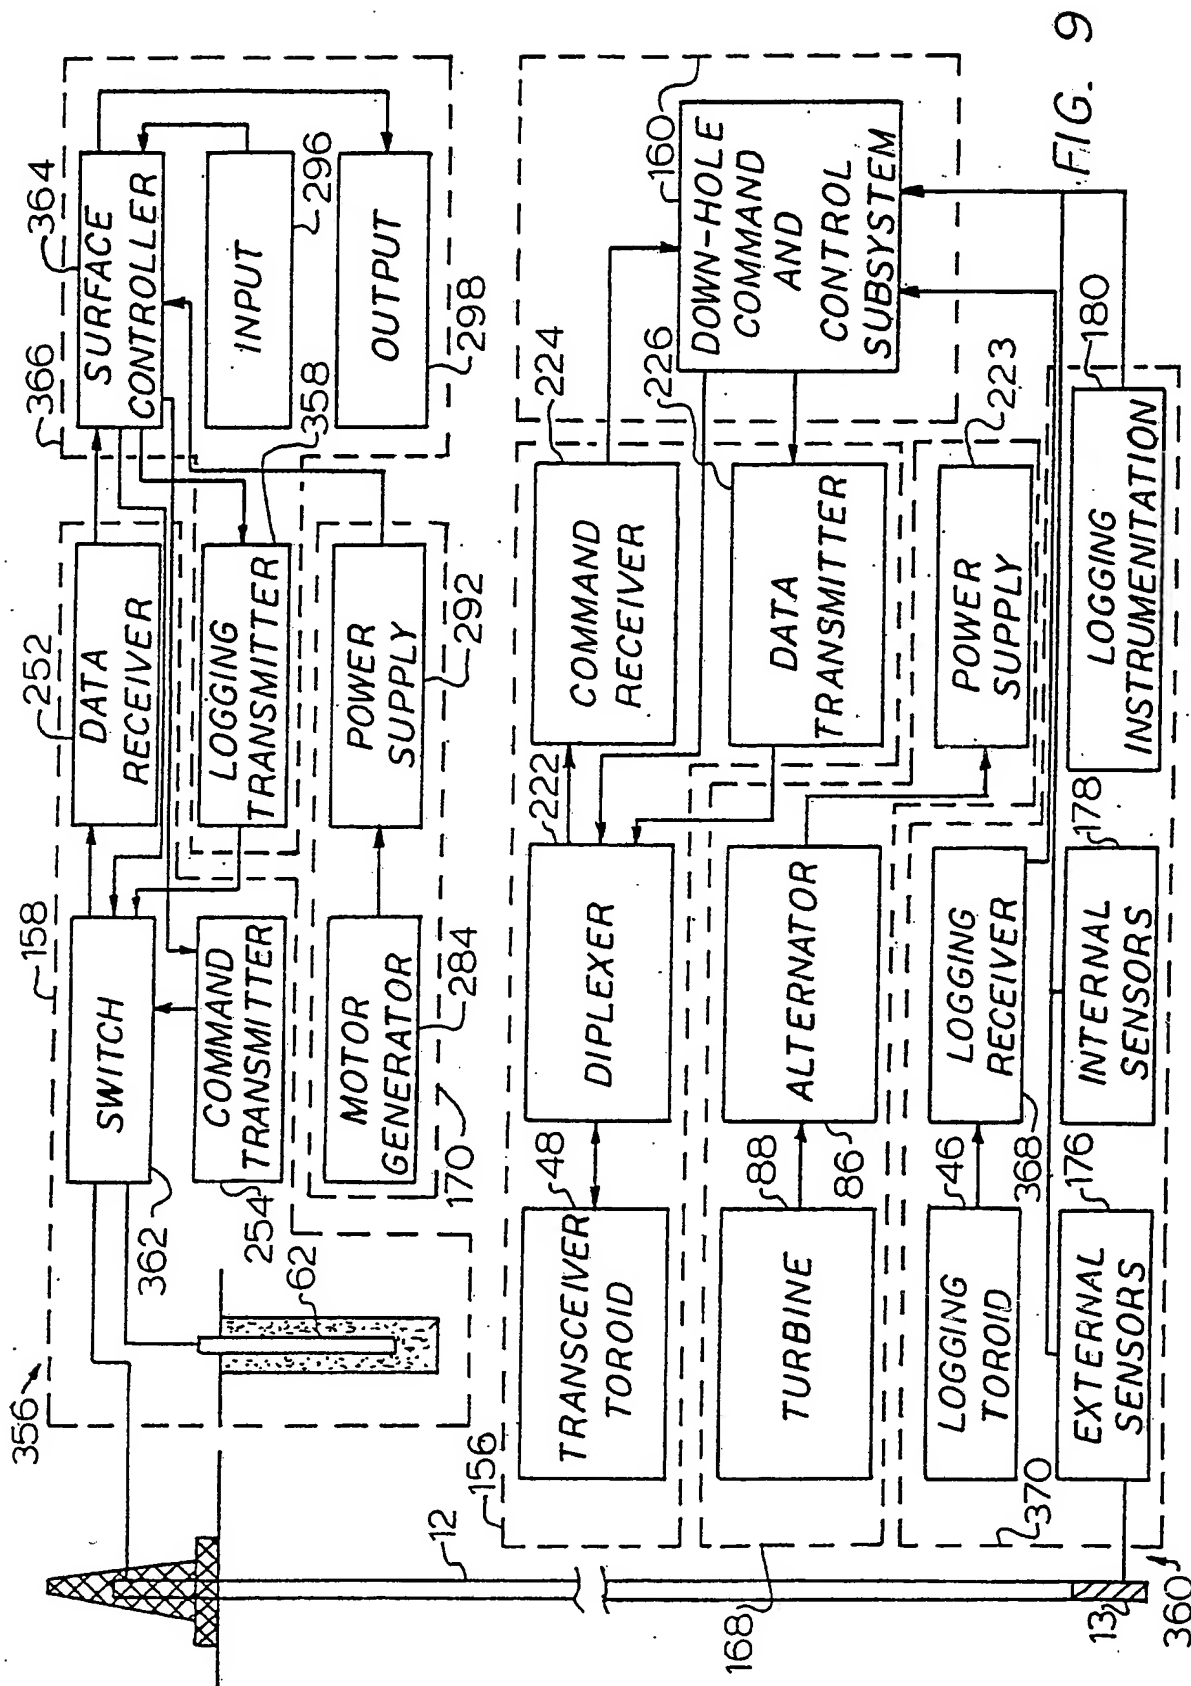 356
158
252
366
364
SWITCH
DATA
RECEIVER
SURFACE
CONTROLLER
362
COMMAND
TRANSMITTER
254
LOGGING
TRANSMITTER
358
INPUT
296
62
MOTOR
GENERATOR
284
170
POWER
SUPPLY
292
OUTPUT
298
12
156
TRANSCEIVER
TOROID
48
DIPLEXER
222
COMMAND
RECEIVER
224
DOWN-HOLE
COMMAND
AND
CONTROL
SUBSYSTEM
160
168
TURBINE
88
ALTERNATOR
86
DATA
TRANSMITTER
226
POWER
SUPPLY
223
370
LOGGING
TOROID
46
LOGGING
RECEIVER
368
EXTERNAL
SENSORS
176
INTERNAL
SENSORS
178
LOGGING
INSTRUMENITATION
180
13
360
FIG. 9